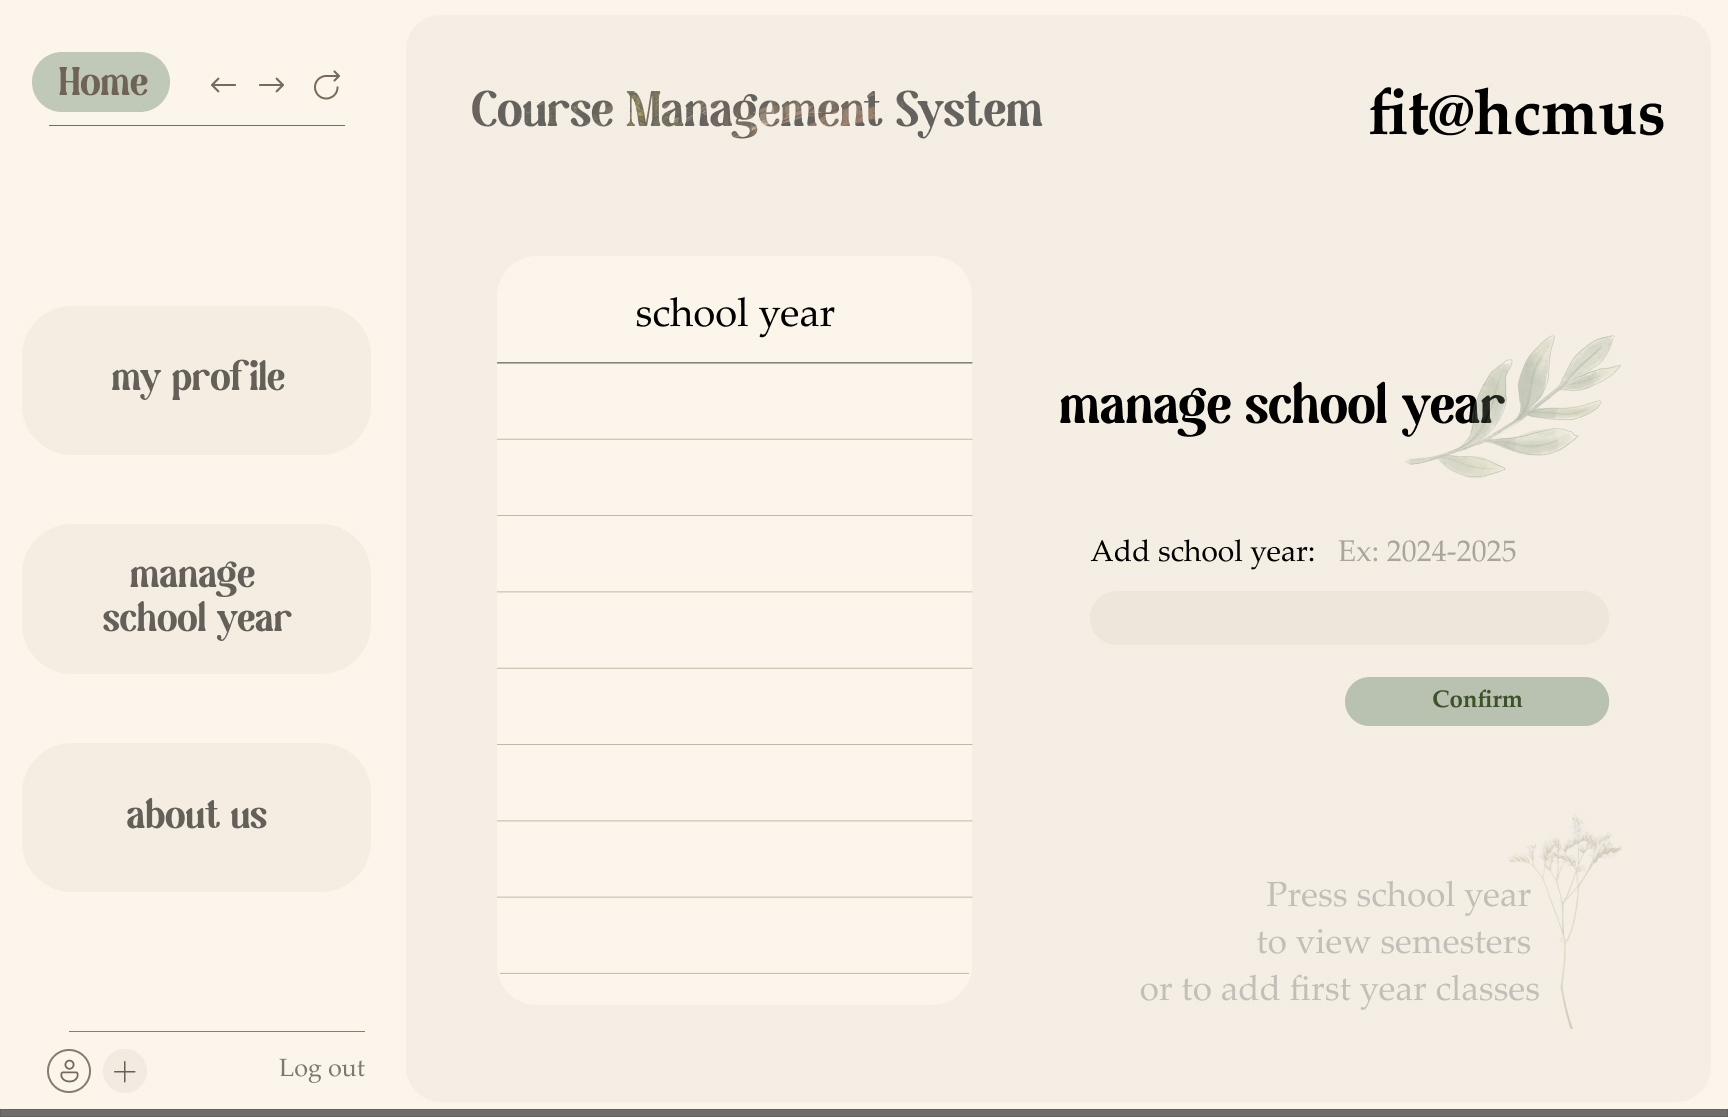 Home
Course Management System
fit@hcmus
my profile
manage
school year
about us
school year
manage school year
Add school year: Ex: 2024-2025
Confirm
Press school year
to view semesters
or to add first year classes
Log out